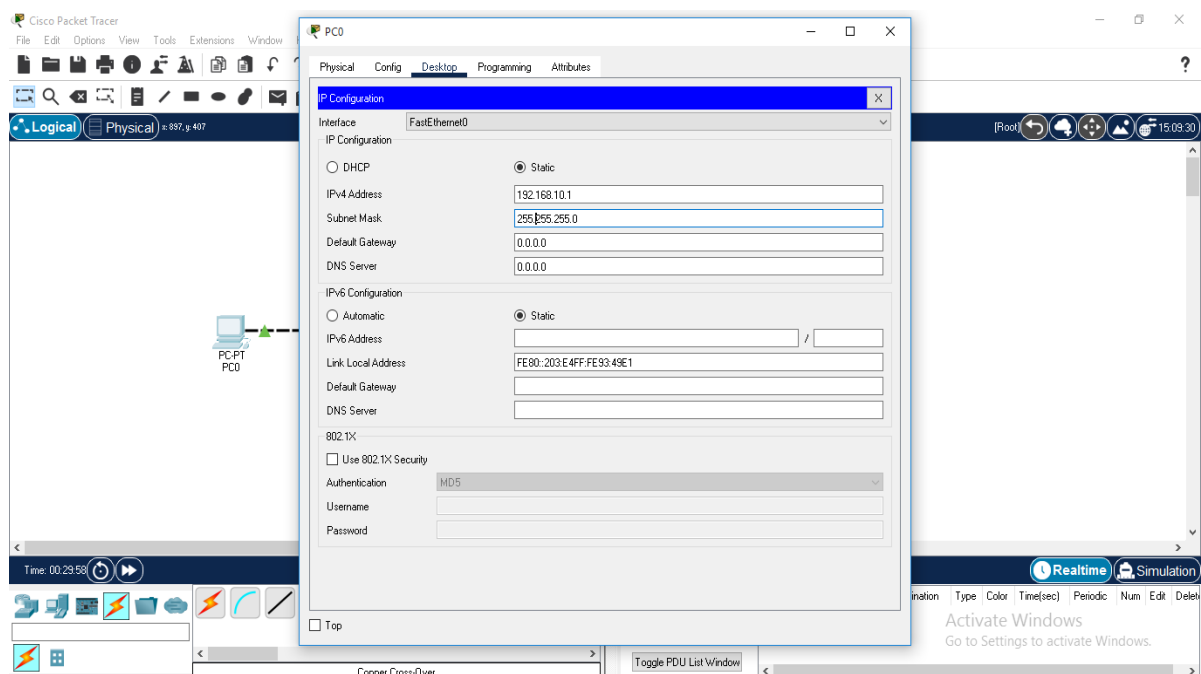 Cisco Packet Tracer
File Edit Options View Tools Extensions Window
PC0
Physical Config Desktop Programming Attributes
IP Configuration
X
Interface FastEthernet0
IP Configuration
DHCP Static
IPv4 Address 192.168.10.1
Subnet Mask 255.255.255.0
Default Gateway 0.0.0.0
DNS Server 0.0.0.0
IPv6 Configuration
Automatic Static
IPv6 Address /
Link Local Address FE80::203:E4FF:FE93:49E1
Default Gateway
DNS Server
802.1X
Use 802.1X Security
Authentication MD5
Username
Password
Top
Logical Physical x: 897, y: 407
[Root] 15:09:30
PC-PT
PC0
Time: 00:29:58
Realtime Simulation
ination Type Color Time(sec) Periodic Num Edit Delet
Activate Windows
Go to Settings to activate Windows.
Toggle PDU List Window
Copper Cross-Over